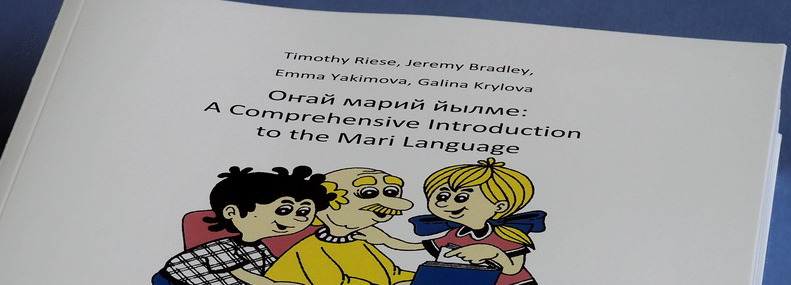 Timothy Riese, Jeremy Bradley,
Emma Yakimova, Galina Krylova
Оҥай марий йылме:
A Comprehensive Introduction
to the Mari Language